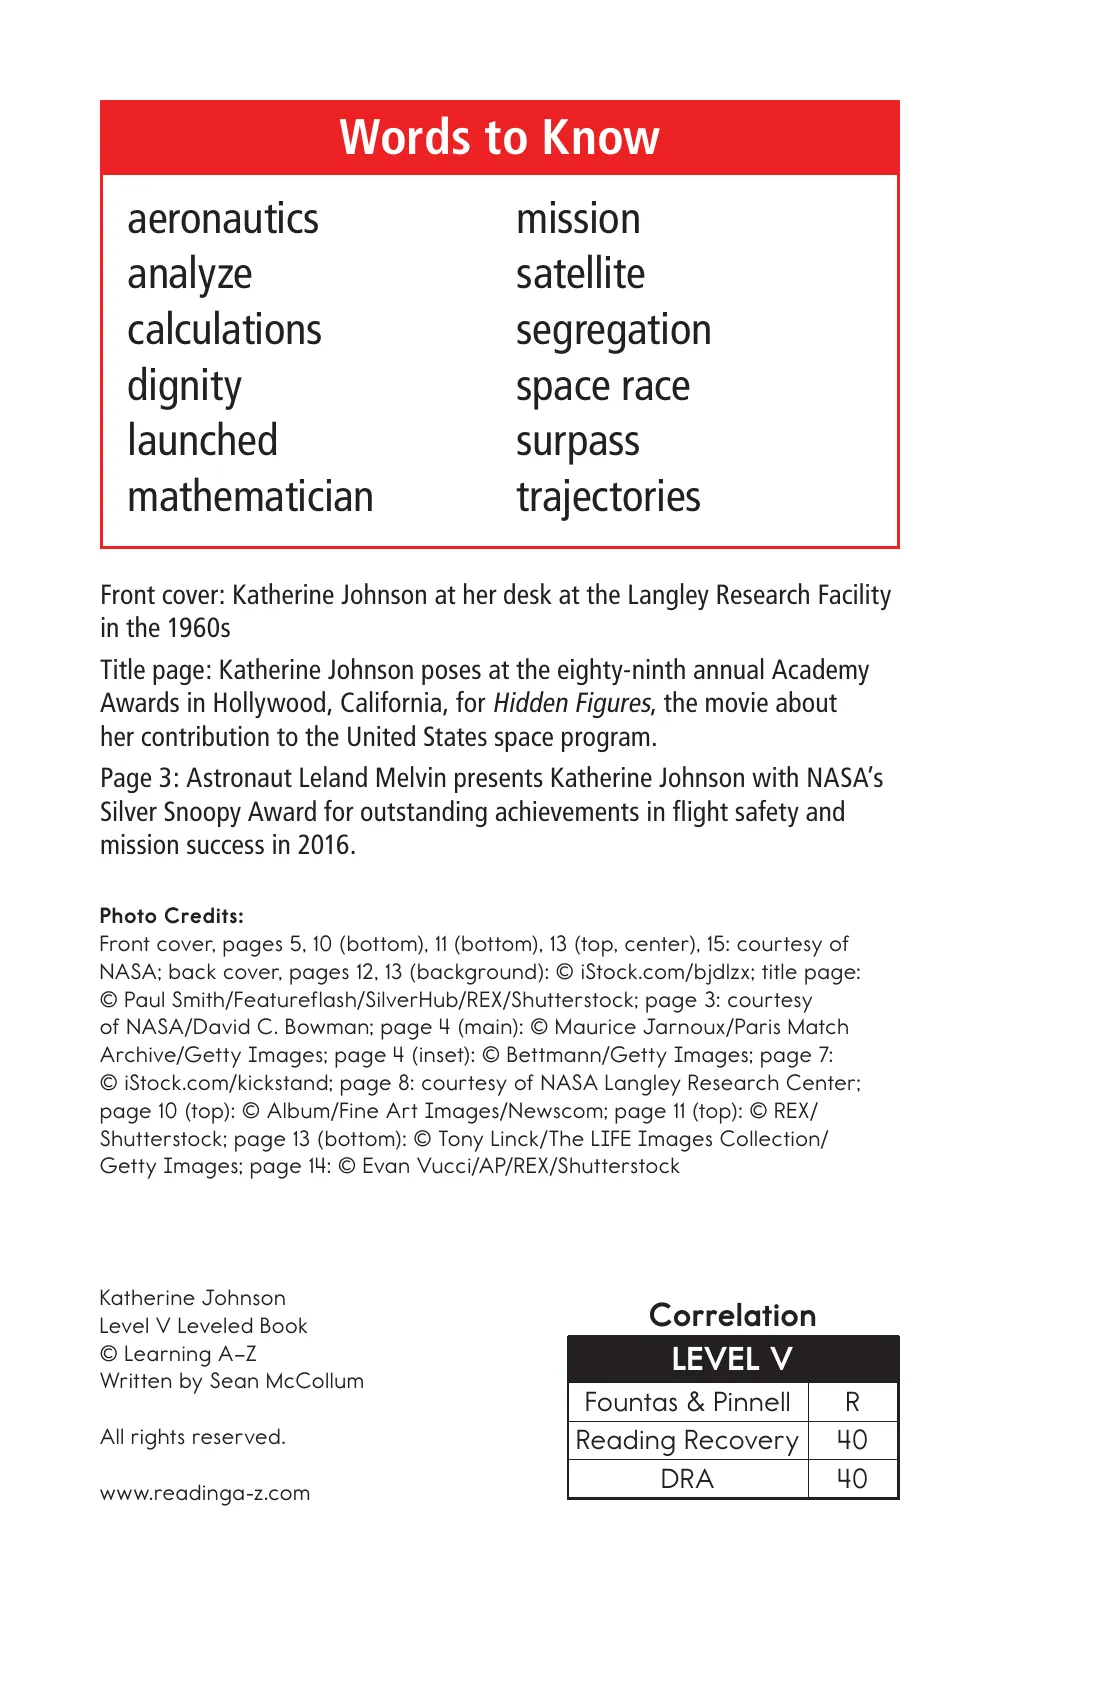 Words to Know
aeronautics
analyze
calculations
dignity
launched
mathematician
mission
satellite
segregation
space race
surpass
trajectories
Front cover: Katherine Johnson at her desk at the Langley Research Facility
in the 1960s
Title page: Katherine Johnson poses at the eighty-ninth annual Academy
Awards in Hollywood, California, for Hidden Figures, the movie about
her contribution to the United States space program.
Page 3: Astronaut Leland Melvin presents Katherine Johnson with NASA’s
Silver Snoopy Award for outstanding achievements in flight safety and
mission success in 2016.
Photo Credits:
Front cover, pages 5, 10 (bottom), 11 (bottom), 13 (top, center), 15: courtesy of
NASA; back cover, pages 12, 13 (background): © iStock.com/bjdlzx; title page:
© Paul Smith/Featureflash/SilverHub/REX/Shutterstock; page 3: courtesy
of NASA/David C. Bowman; page 4 (main): © Maurice Jarnoux/Paris Match
Archive/Getty Images; page 4 (inset): © Bettmann/Getty Images; page 7:
© iStock.com/kickstand; page 8: courtesy of NASA Langley Research Center;
page 10 (top): © Album/Fine Art Images/Newscom; page 11 (top): © REX/
Shutterstock; page 13 (bottom): © Tony Linck/The LIFE Images Collection/
Getty Images; page 14: © Evan Vucci/AP/REX/Shutterstock
Katherine Johnson
Level V Leveled Book
© Learning A–Z
Written by Sean McCollum
All rights reserved.
www.readinga-z.com
Correlation
LEVEL V
Fountas & Pinnell R
Reading Recovery 40
DRA 40